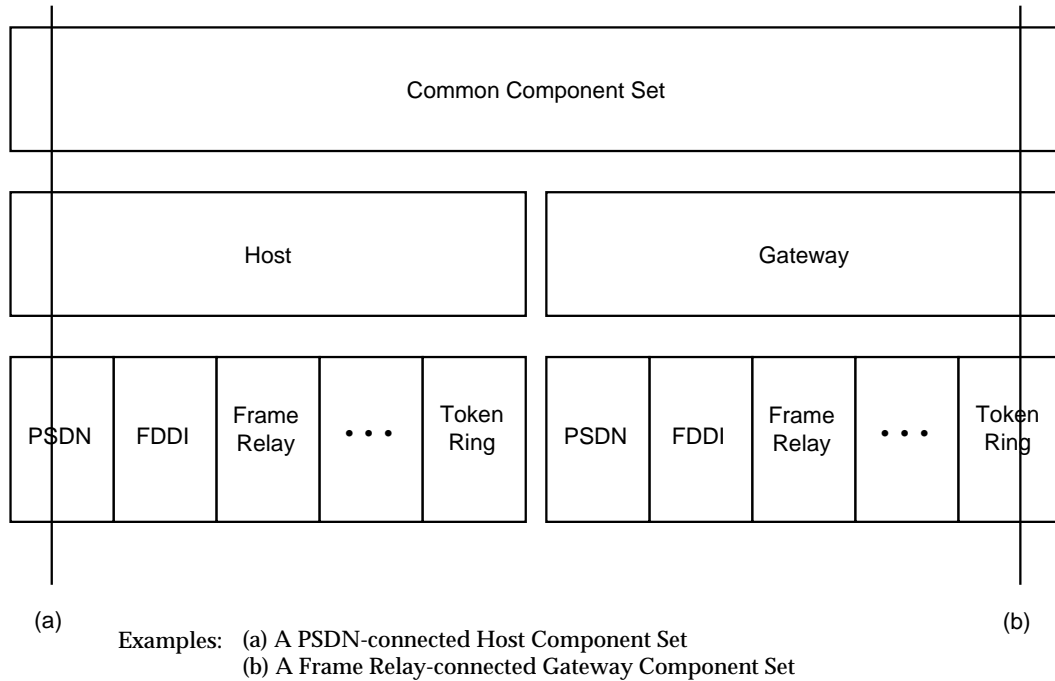 Common Component Set
Host
Gateway
PSDN
FDDI
Frame
Relay
• • •
Token
Ring
PSDN
FDDI
Frame
Relay
• • •
Token
Ring
(a)
(b)
Examples: (a) A PSDN-connected Host Component Set
(b) A Frame Relay-connected Gateway Component Set